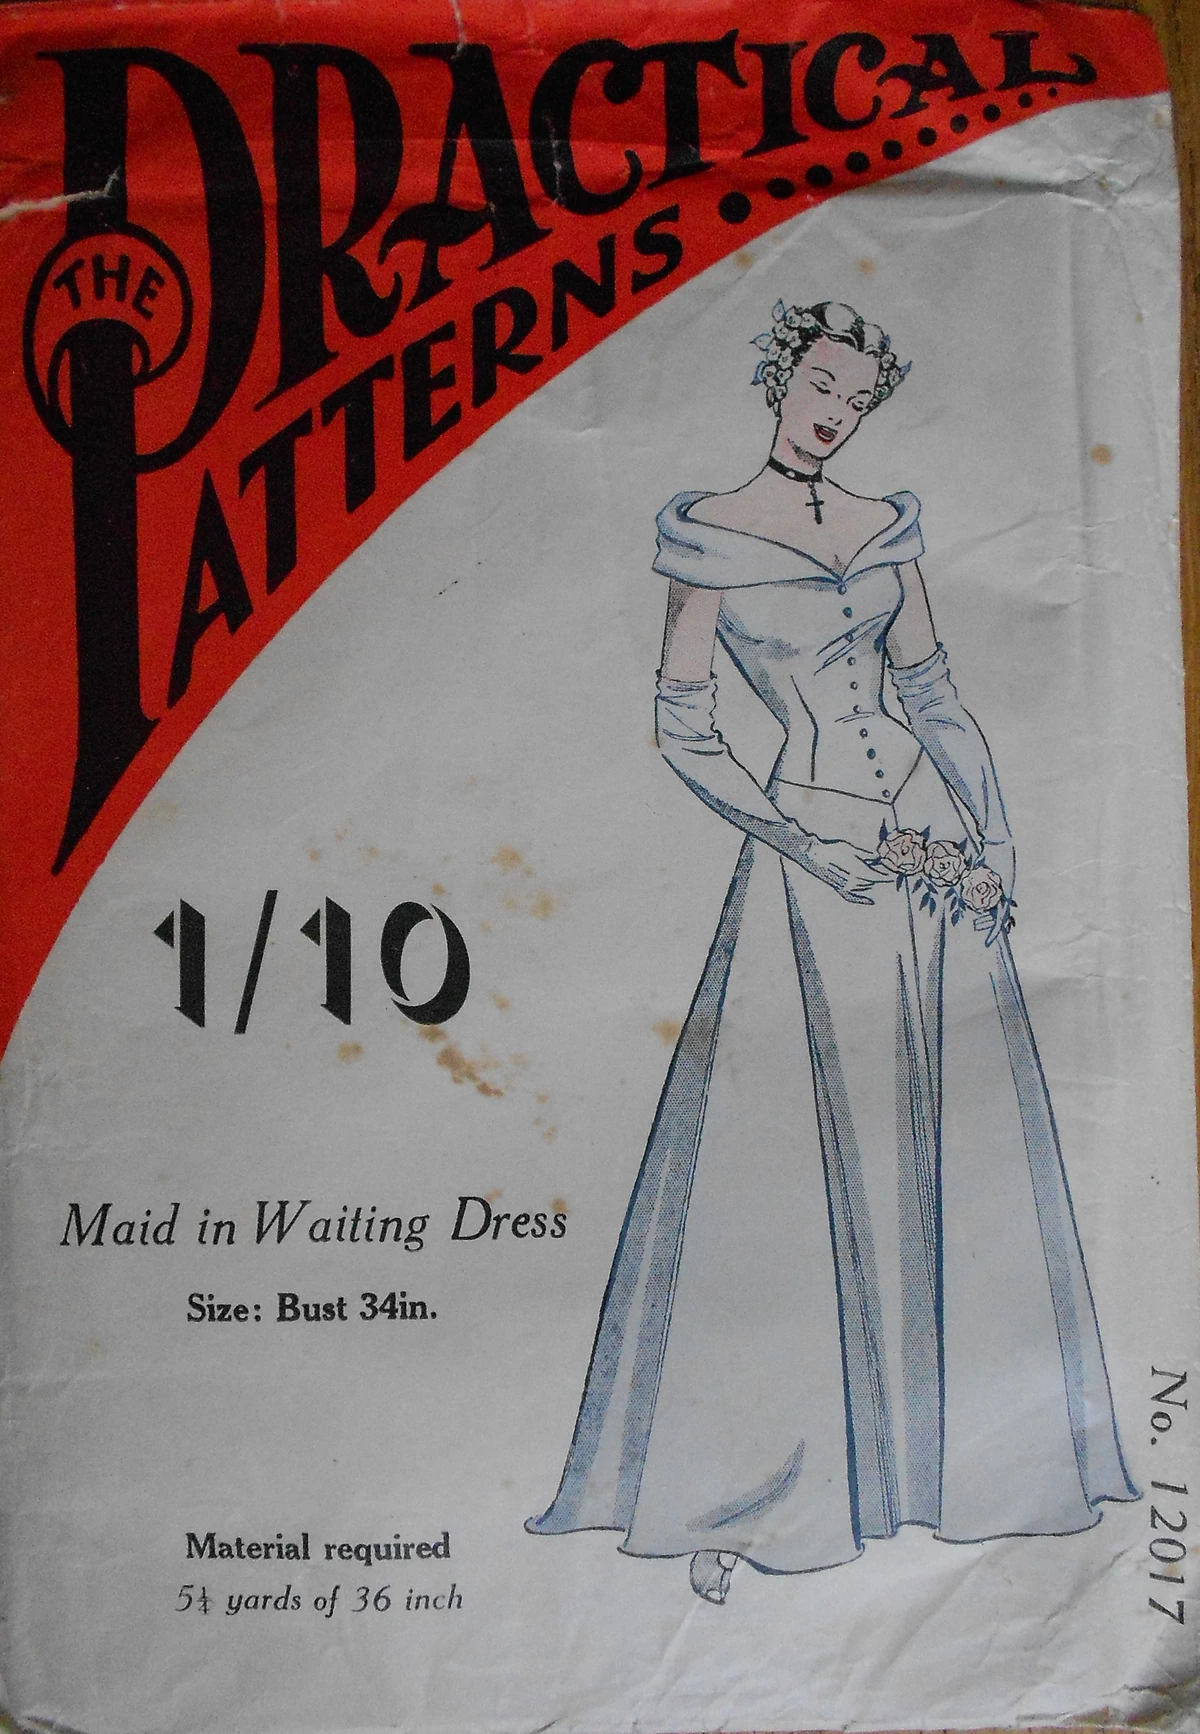 THE
PRACTICAL
PATTERNS
1/10
Maid in Waiting Dress
Size: Bust 34in.
Material required
5¼ yards of 36 inch
No. 12017